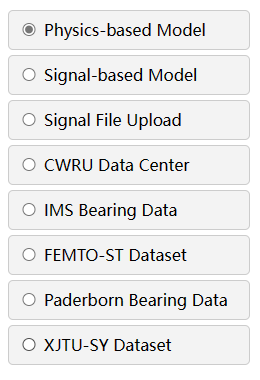 Physics-based Model
Signal-based Model
Signal File Upload
CWRU Data Center
IMS Bearing Data
FEMTO-ST Dataset
Paderborn Bearing Data
XJTU-SY Dataset